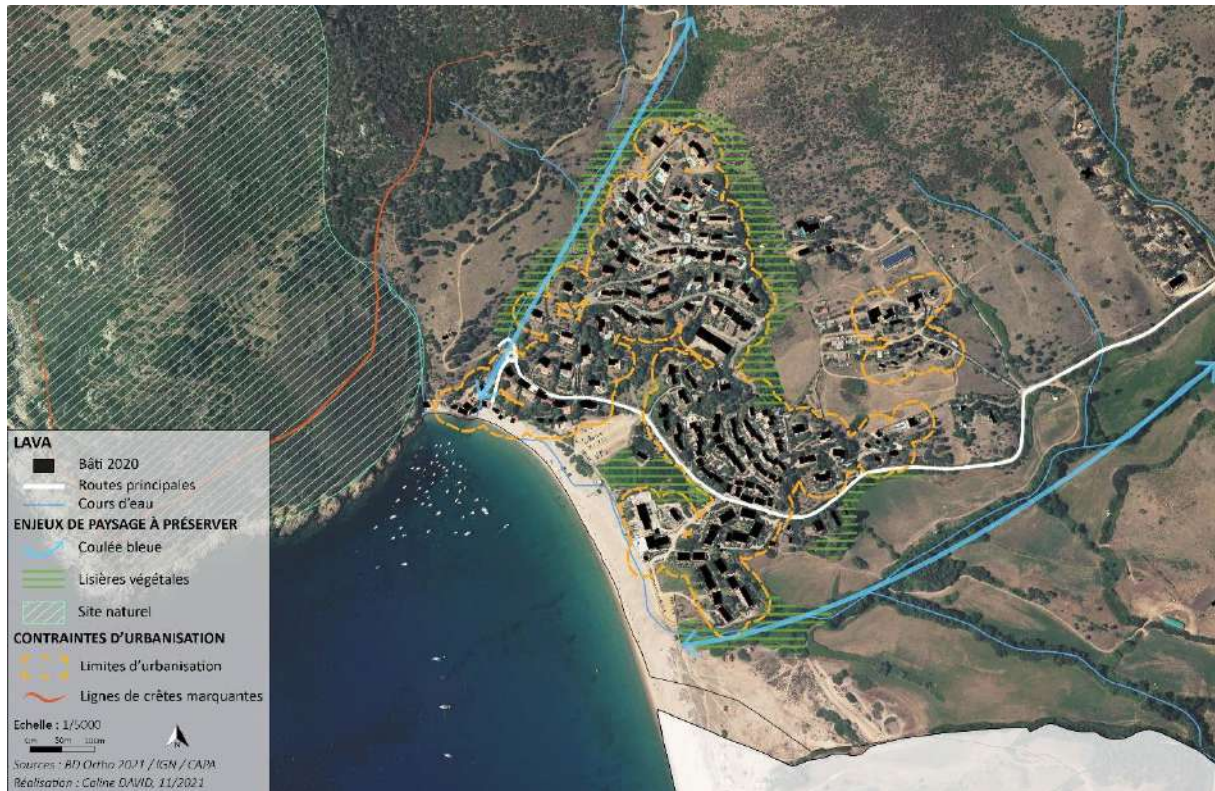 LAVA
Bâti 2020
Routes principales
Cours d'eau
ENJEUX DE PAYSAGE À PRÉSERVER
Coulée bleue
Lisières végétales
Site naturel
CONTRAINTES D'URBANISATION
Limites d'urbanisation
Lignes de crêtes marquantes
Echelle : 1/5000
0m 50m 100m
N
Sources : BD Ortho 2021 / IGN / CAPA
Réalisation : Coline DAVID, 11/2021